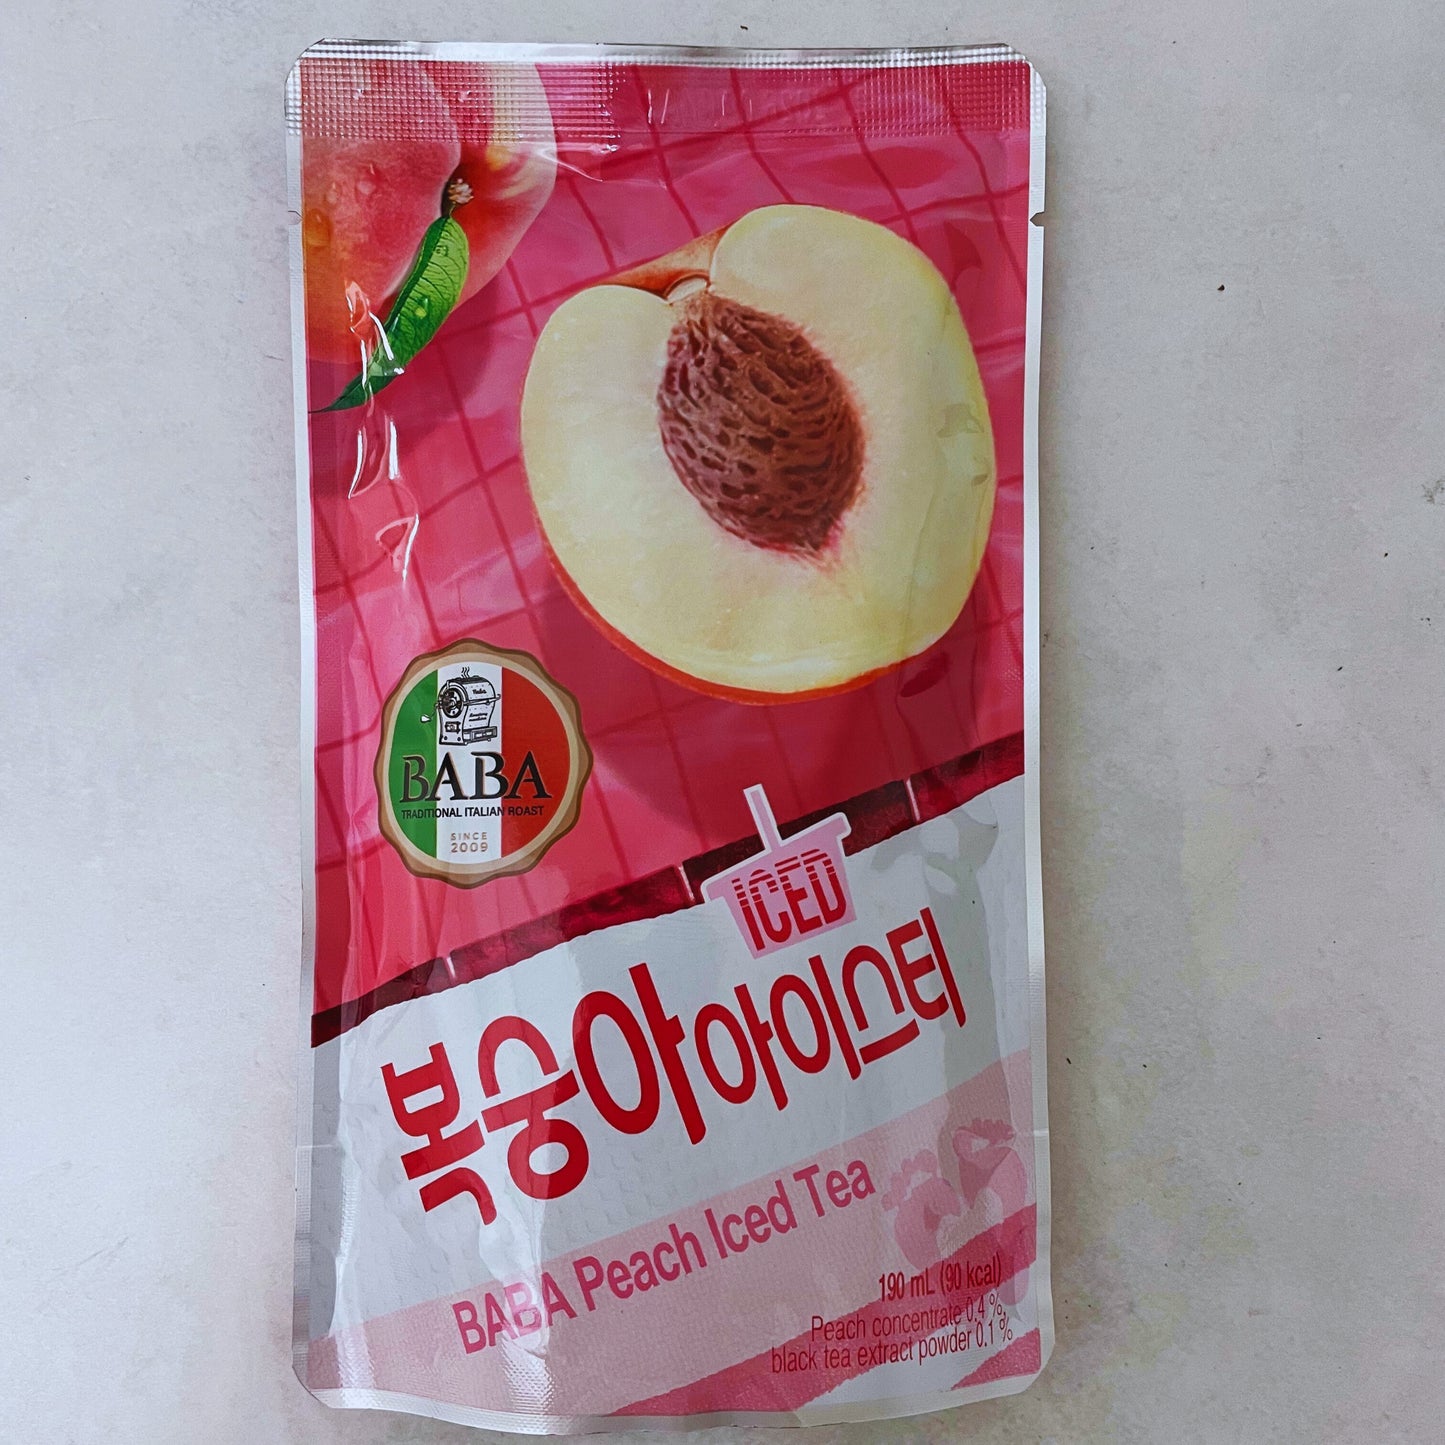 BABA
TRADITIONAL ITALIAN ROAST
SINCE
2009
ICED
복숭아아이스티
BABA Peach Iced Tea
190 mL (90 kcal)
Peach concentrate 0.4 %,
black tea extract powder 0.1 %